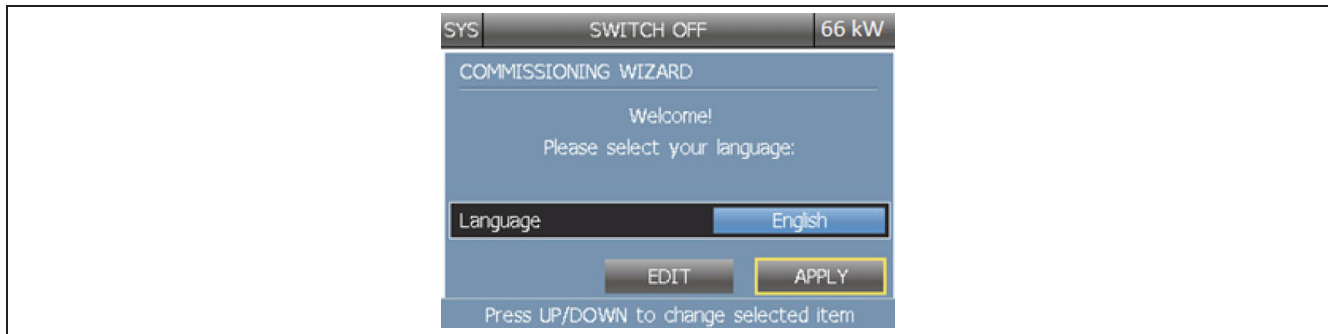 SYS SWITCH OFF 66 kW
COMMISSIONING WIZARD
Welcome!
Please select your language:
Language English
EDIT APPLY
Press UP/DOWN to change selected item